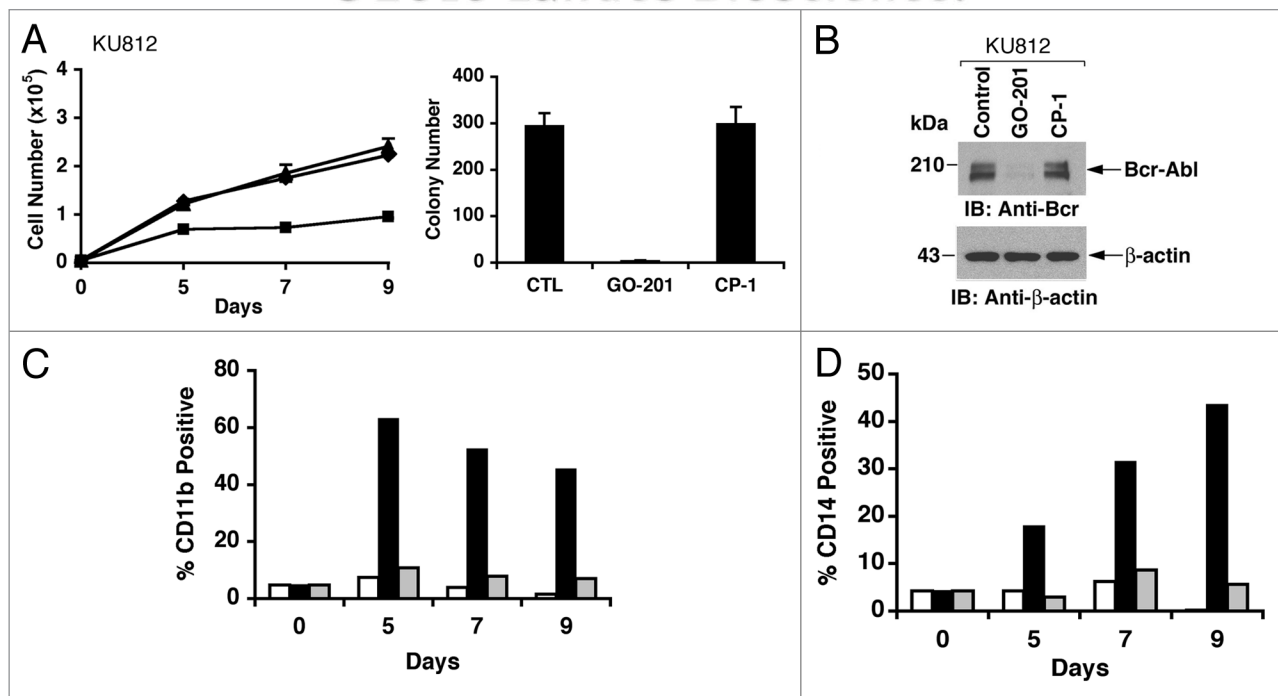 A
KU812
Cell Number (x10⁵)
4
3
2
1
0
0 5 7 9
Days
Colony Number
400
300
200
100
0
CTL GO-201 CP-1
B
KU812
Control
GO-201
CP-1
kDa
210
Bcr-Abl
IB: Anti-Bcr
43
β-actin
IB: Anti-β-actin
C
% CD11b Positive
80
60
40
20
0
0 5 7 9
Days
D
% CD14 Positive
50
40
30
20
10
0
0 5 7 9
Days